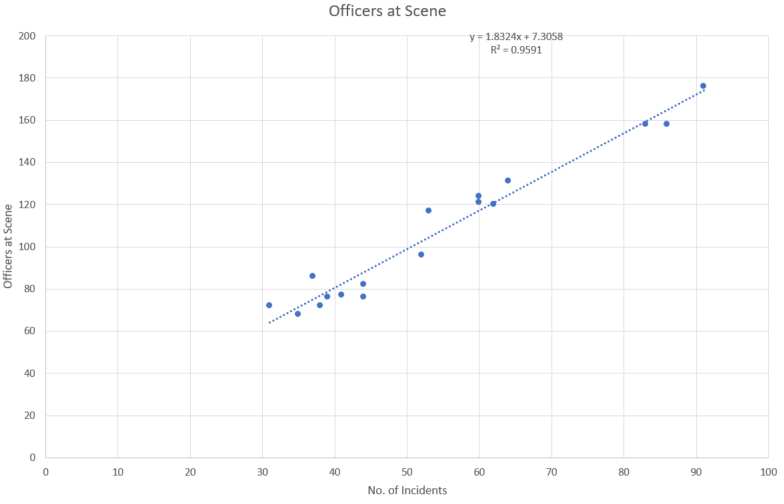 Officers at Scene
y = 1.8324x + 7.3058
R² = 0.9591
200
180
160
140
120
100
80
60
40
20
0
Officers at Scene
0 10 20 30 40 50 60 70 80 90 100
No. of Incidents